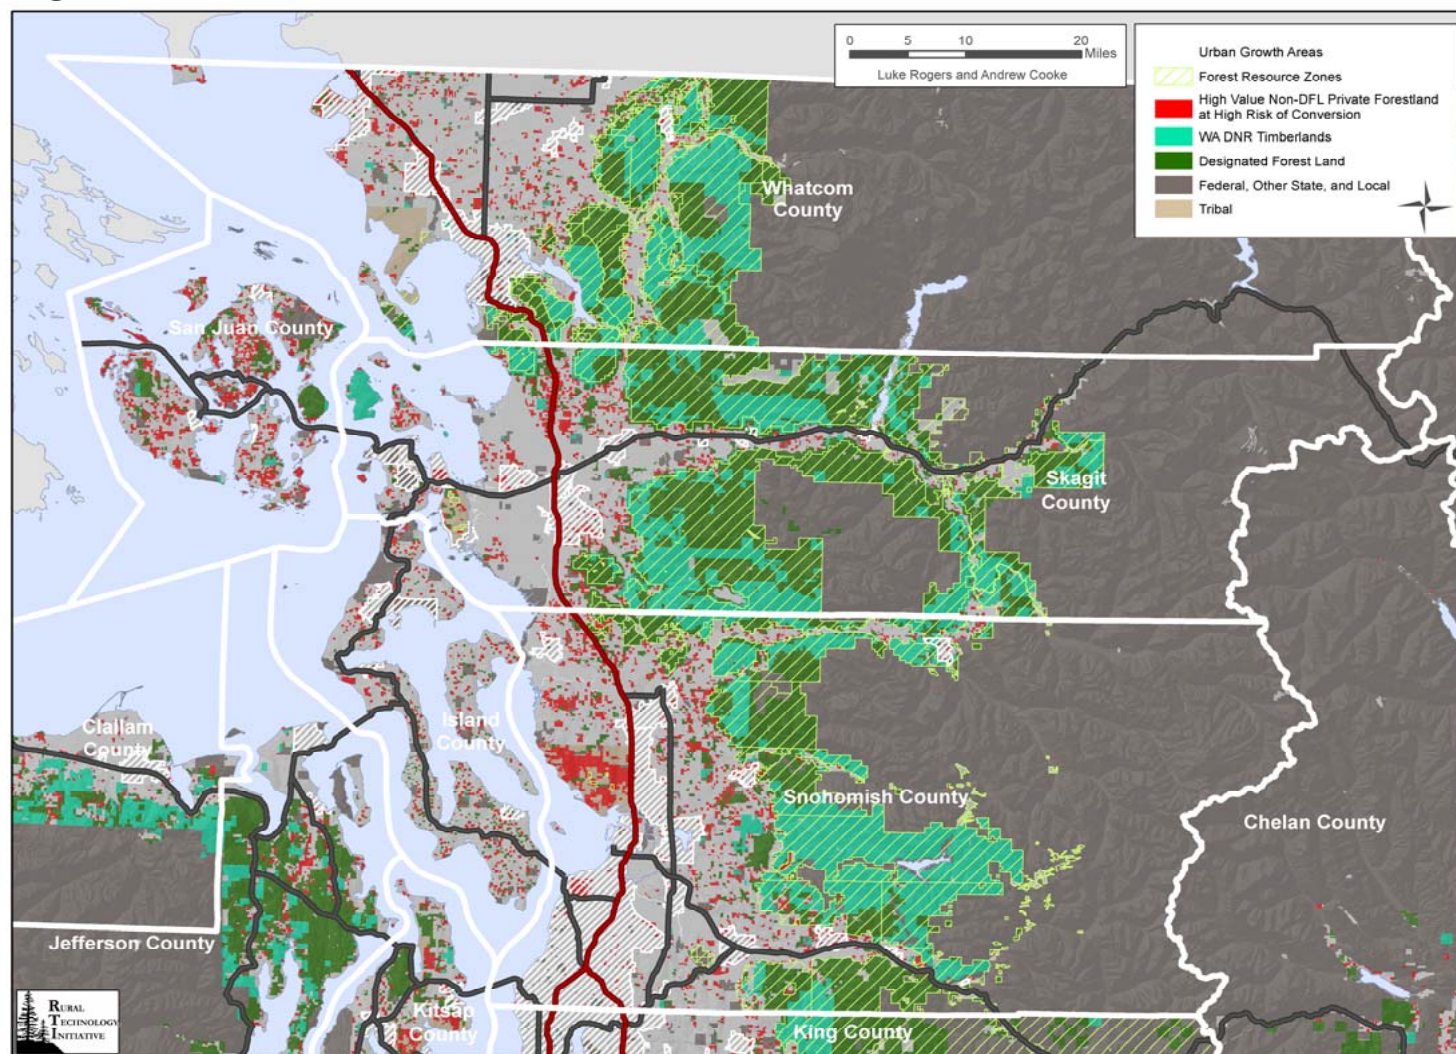 0 5 10 20
Miles
Luke Rogers and Andrew Cooke
Urban Growth Areas
Forest Resource Zones
High Value Non-DFL Private Forestland
at High Risk of Conversion
WA DNR Timberlands
Designated Forest Land
Federal, Other State, and Local
Tribal
Whatcom
County
San Juan County
Skagit
County
Clallam
County
Island
County
Snohomish County
Chelan County
Jefferson County
Kitsap
County
King County
RURAL
TECHNOLOGY
INITIATIVE